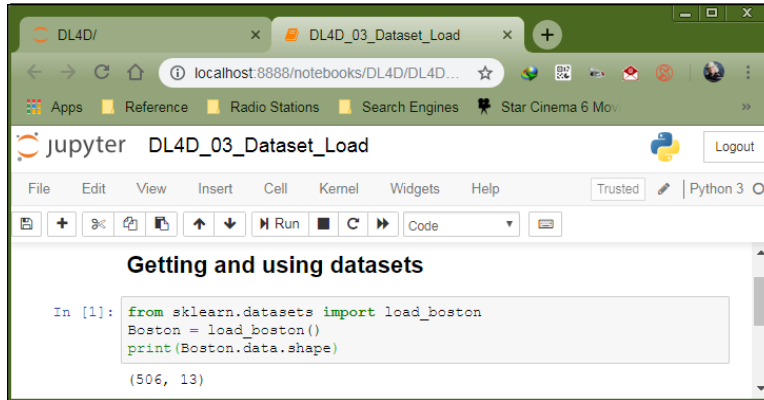 DL4D/
DL4D_03_Dataset_Load
localhost:8888/notebooks/DL4D/DL4D...
Apps Reference Radio Stations Search Engines Star Cinema 6 Mov
jupyter DL4D_03_Dataset_Load
Logout
File Edit View Insert Cell Kernel Widgets Help Trusted Python 3
Run Code
Getting and using datasets
In [1]: from sklearn.datasets import load_boston
Boston = load_boston()
print(Boston.data.shape)
(506, 13)